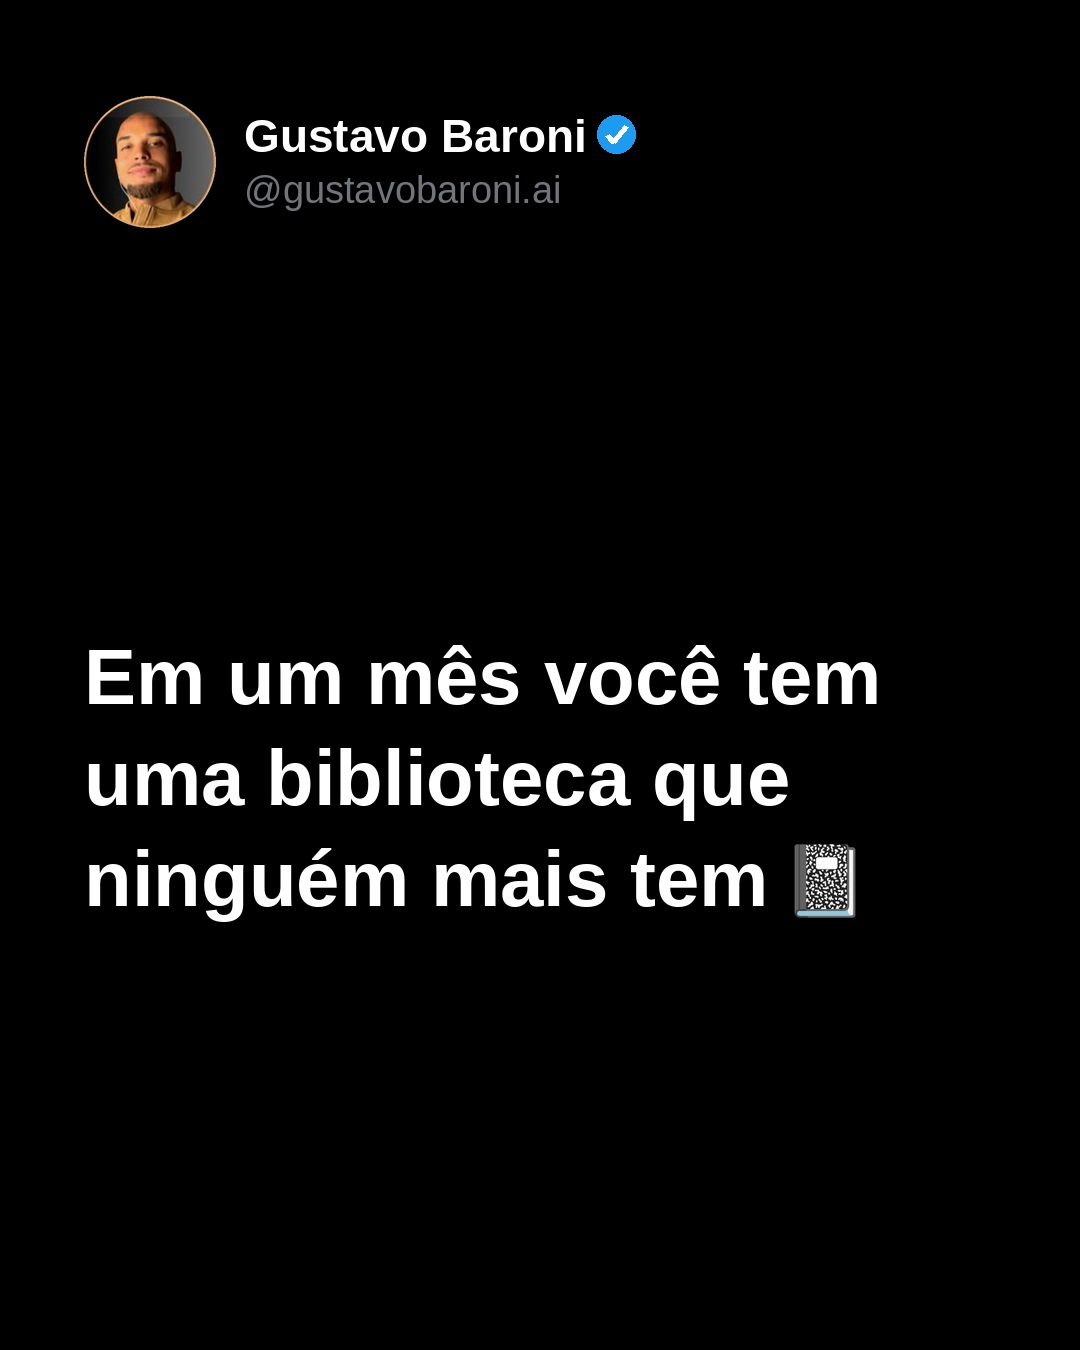 Gustavo Baroni
@gustavobaroni.ai
Em um mês você tem
uma biblioteca que
ninguém mais tem 📓